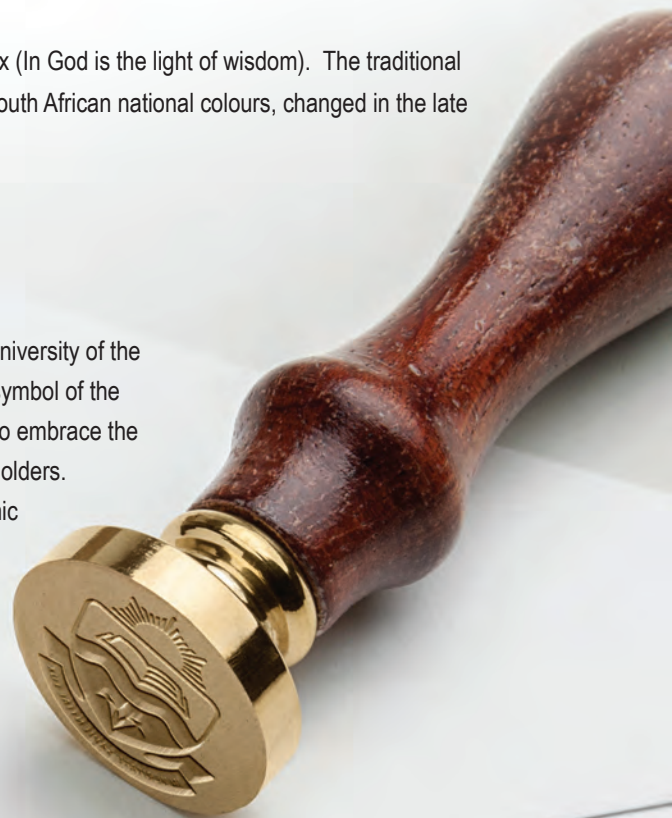 x (In God is the light of wisdom). The traditional
outh African national colours, changed in the late
niversity of the
ymbol of the
o embrace the
olders.
nic